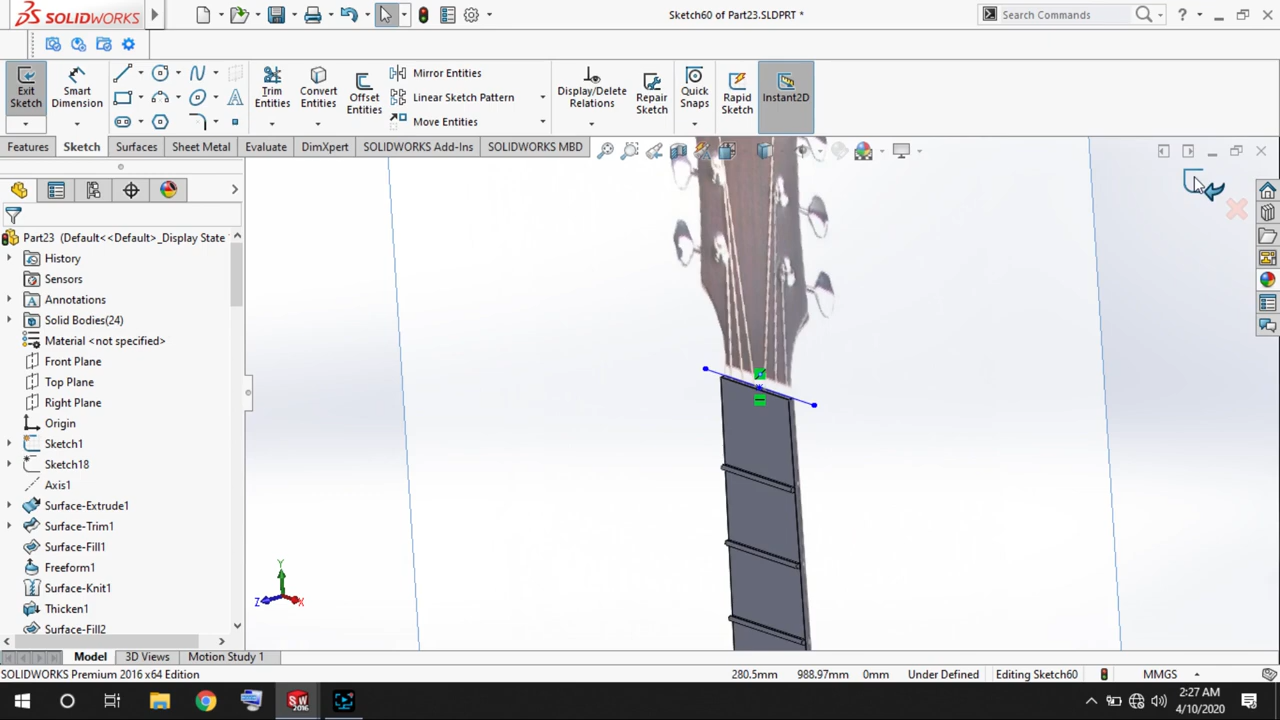 SOLIDWORKS
Sketch60 of Part23.SLDPRT *
Search Commands
?
Exit Sketch
Smart Dimension
Trim Entities
Convert Entities
Offset Entities
Mirror Entities
Linear Sketch Pattern
Move Entities
Display/Delete Relations
Repair Sketch
Quick Snaps
Rapid Sketch
Instant2D
Features Sketch Surfaces Sheet Metal Evaluate DimXpert SOLIDWORKS Add-Ins SOLIDWORKS MBD
Part23 (Default<<Default>_Display State
History
Sensors
Annotations
Solid Bodies(24)
Material <not specified>
Front Plane
Top Plane
Right Plane
Origin
Sketch1
Sketch18
Axis1
Surface-Extrude1
Surface-Trim1
Surface-Fill1
Freeform1
Surface-Knit1
Thicken1
Surface-Fill2
Y
Z X
Model 3D Views Motion Study 1
SOLIDWORKS Premium 2016 x64 Edition 280.5mm 988.97mm 0mm Under Defined Editing Sketch60 MMGS
SW 2016
2:27 AM
4/10/2020